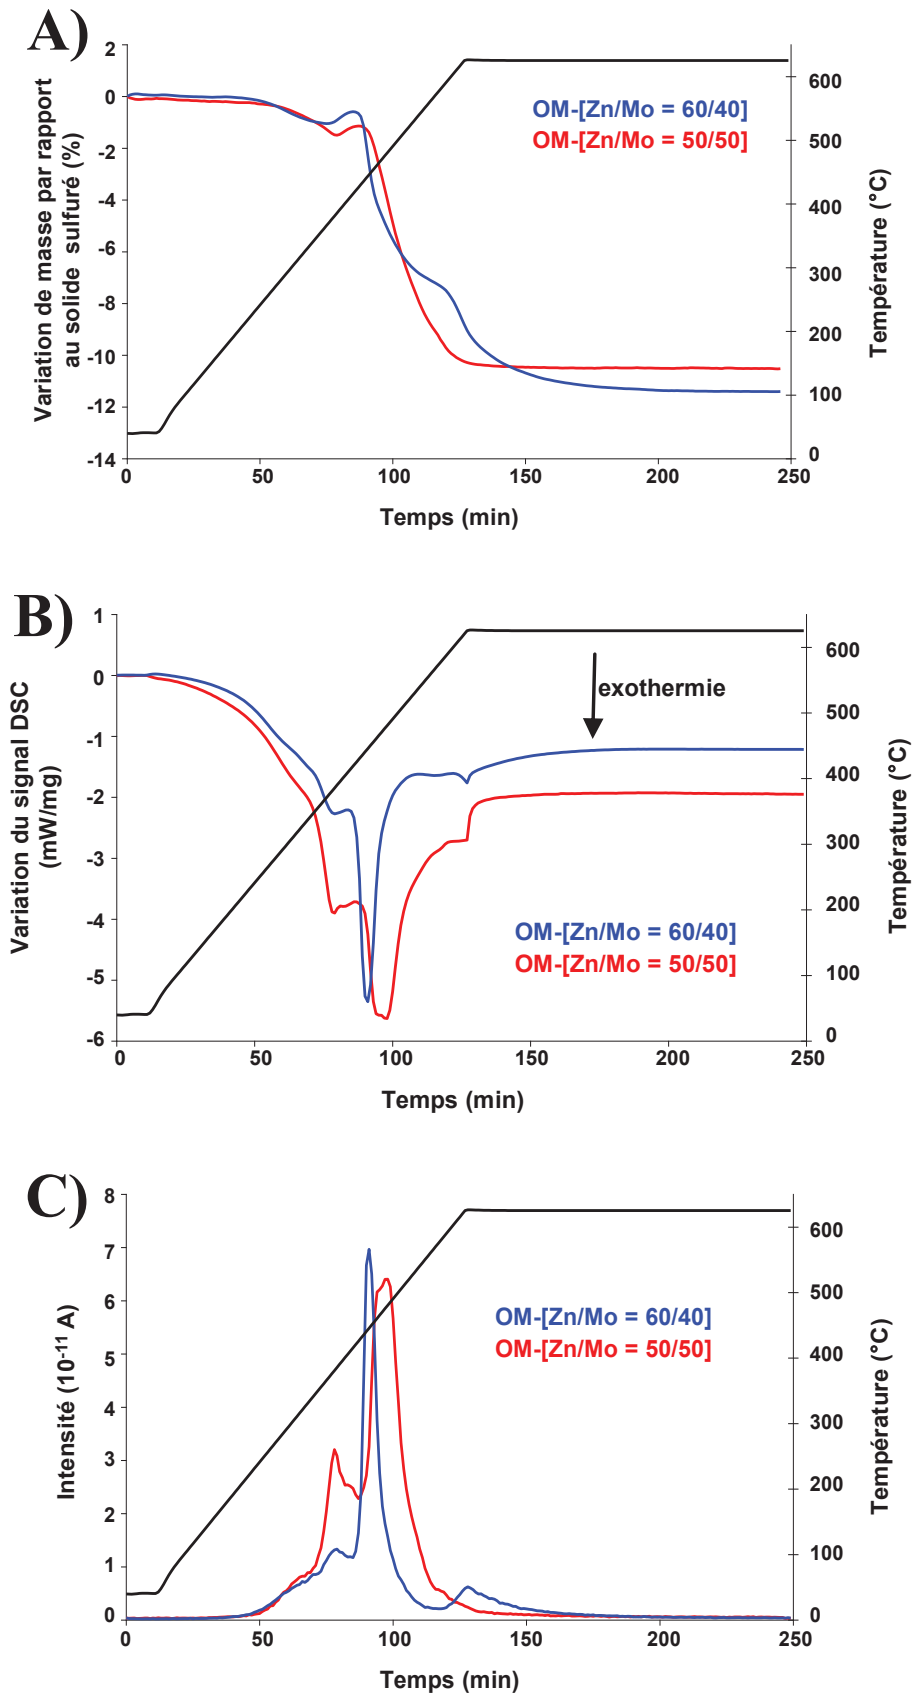 A)
Variation de masse par rapport
au solide sulfuré (%)
2
0
-2
-4
-6
-8
-10
-12
-14
OM-[Zn/Mo = 60/40]
OM-[Zn/Mo = 50/50]
600
500
400
300
200
100
0
Température (°C)
0 50 100 150 200 250
Temps (min)
B)
Variation du signal DSC
(mW/mg)
1
0
-1
-2
-3
-4
-5
-6
exothermie
OM-[Zn/Mo = 60/40]
OM-[Zn/Mo = 50/50]
600
500
400
300
200
100
0
Température (°C)
0 50 100 150 200 250
Temps (min)
C)
Intensité (10⁻¹¹ A)
8
7
6
5
4
3
2
1
0
OM-[Zn/Mo = 60/40]
OM-[Zn/Mo = 50/50]
600
500
400
300
200
100
0
Température (°C)
0 50 100 150 200 250
Temps (min)